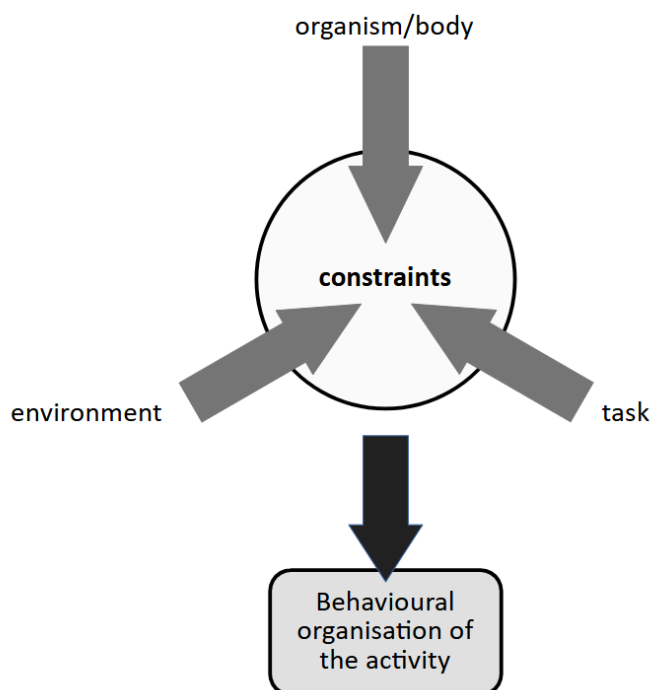 organism/body
constraints
environment
task
Behavioural
organisation of
the activity